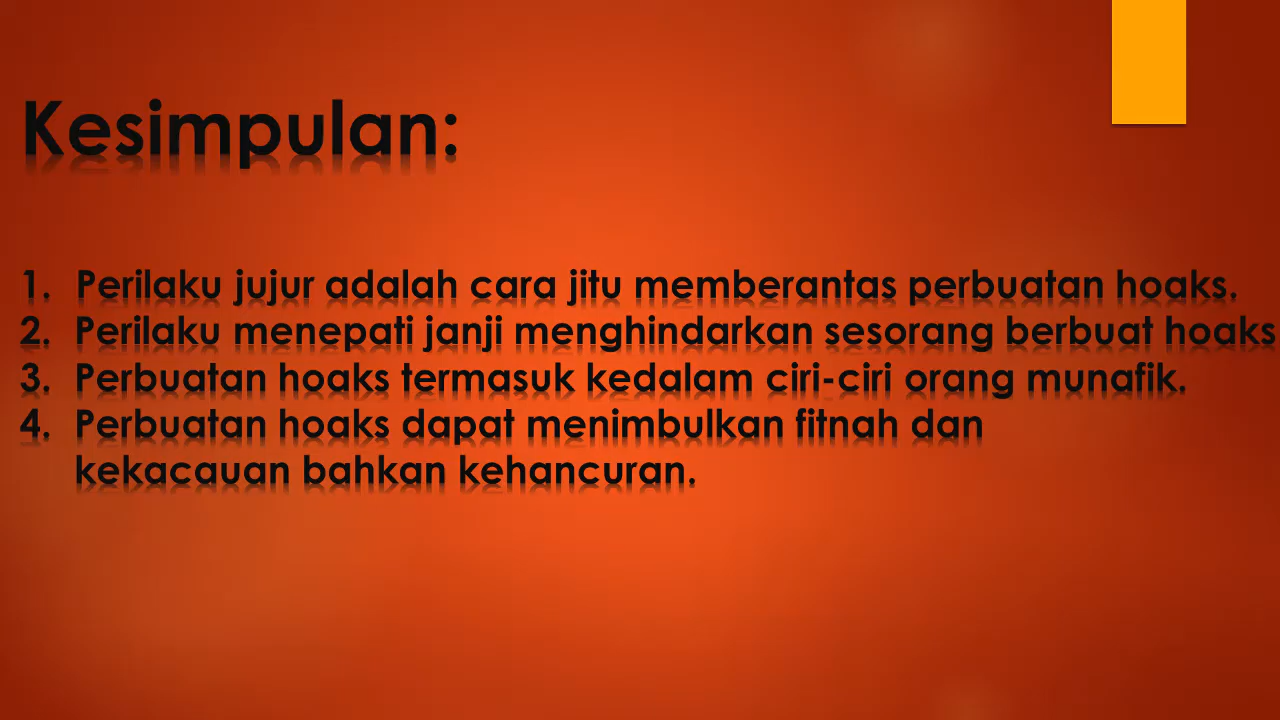 Kesimpulan:
1. Perilaku jujur adalah cara jitu memberantas perbuatan hoaks.
2. Perilaku menepati janji menghindarkan sesorang berbuat hoaks
3. Perbuatan hoaks termasuk kedalam ciri-ciri orang munafik.
4. Perbuatan hoaks dapat menimbulkan fitnah dan
kekacauan bahkan kehancuran.